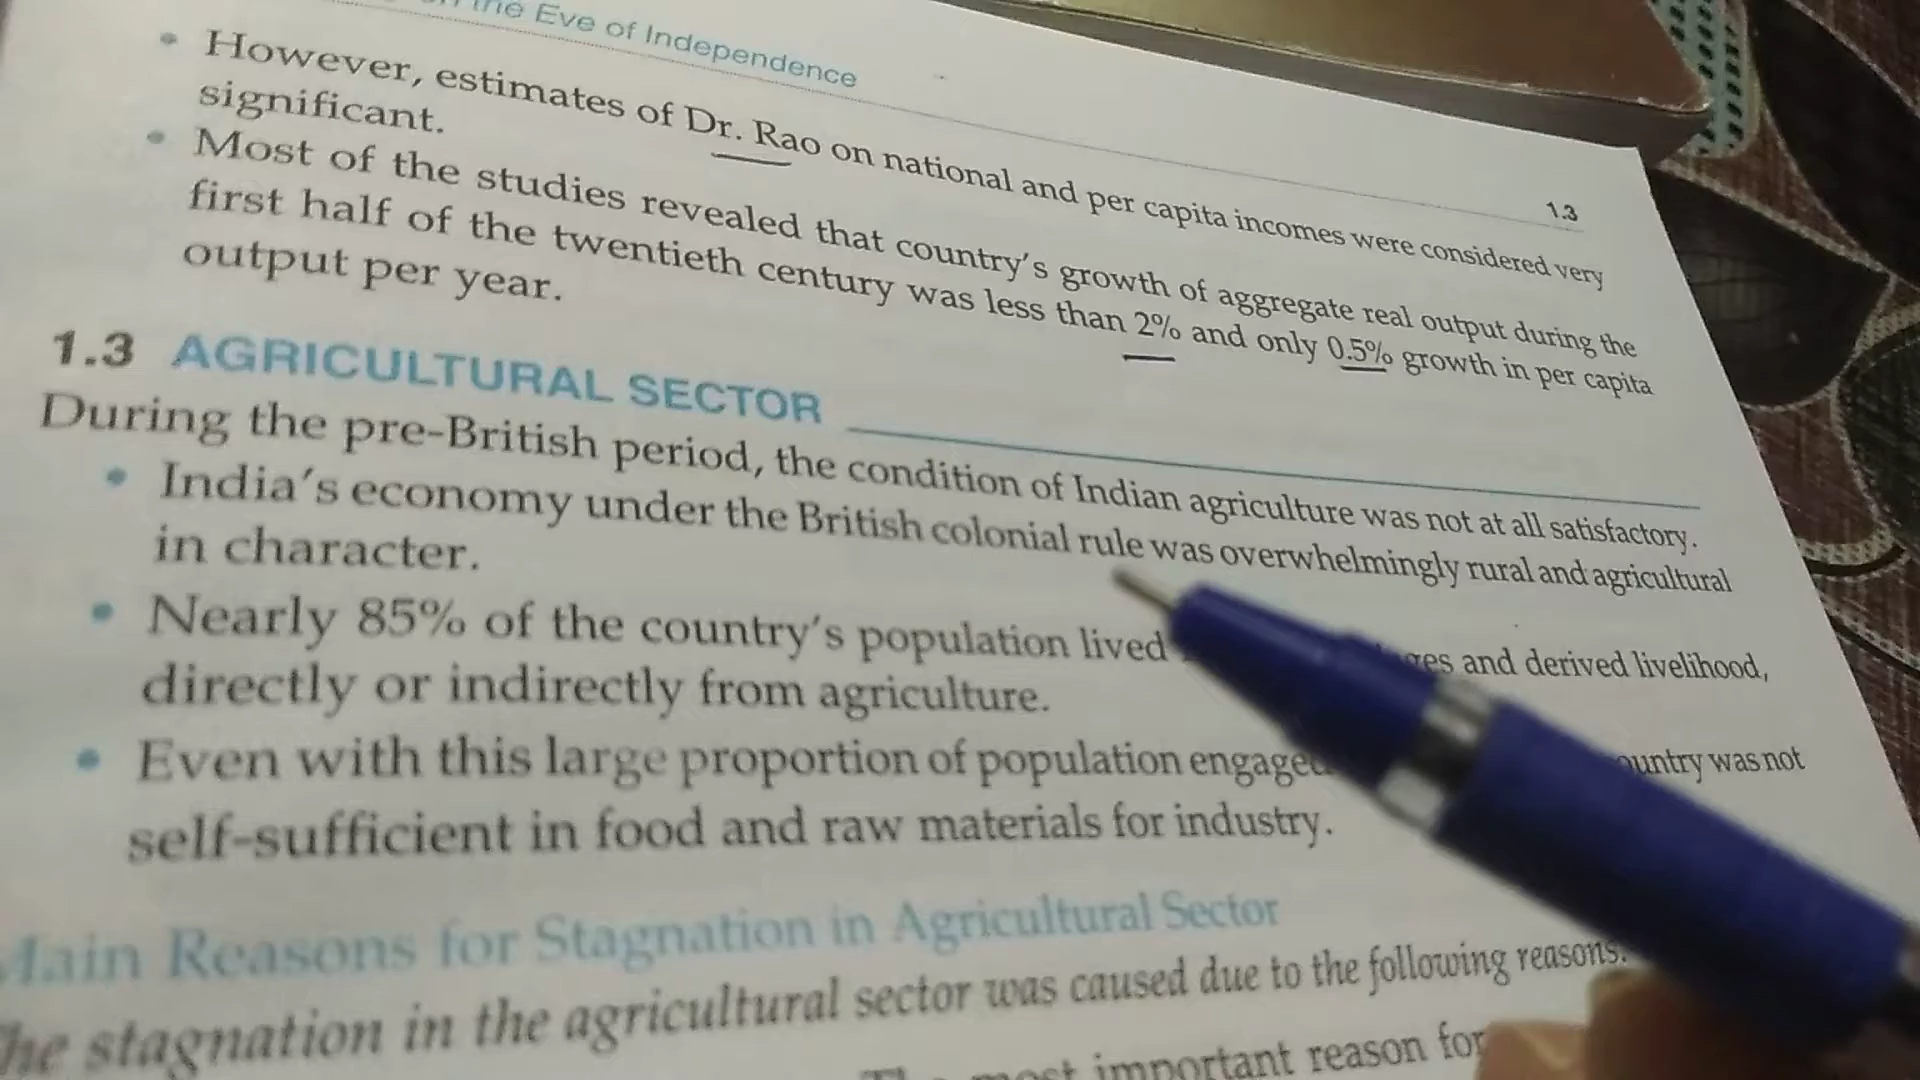 the Eve of Independence
1.3
• However, estimates of Dr. Rao on national and per capita incomes were considered very
significant.
• Most of the studies revealed that country's growth of aggregate real output during the
first half of the twentieth century was less than 2% and only 0.5% growth in per capita
output per year.
1.3 AGRICULTURAL SECTOR
During the pre-British period, the condition of Indian agriculture was not at all satisfactory.
• India's economy under the British colonial rule was overwhelmingly rural and agricultural
in character.
• Nearly 85% of the country's population lived and derived livelihood,
directly or indirectly from agriculture.
• Even with this large proportion of population engaged was not
self-sufficient in food and raw materials for industry.
Reasons for Stagnation in Agricultural Sector
stagnation in the agricultural sector was caused due to the following reasons.
most important reason for